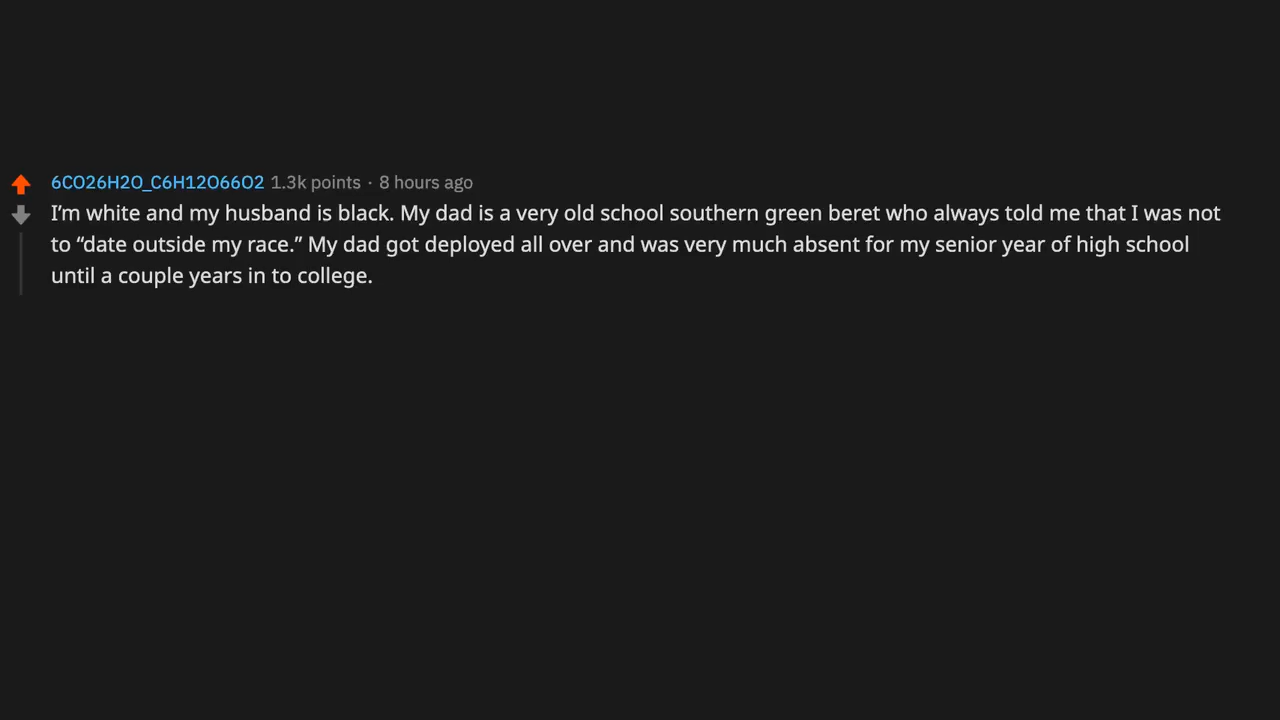 6CO26H2O_C6H12O66O2 1.3k points · 8 hours ago
I’m white and my husband is black. My dad is a very old school southern green beret who always told me that I was not
to “date outside my race.” My dad got deployed all over and was very much absent for my senior year of high school
until a couple years in to college.